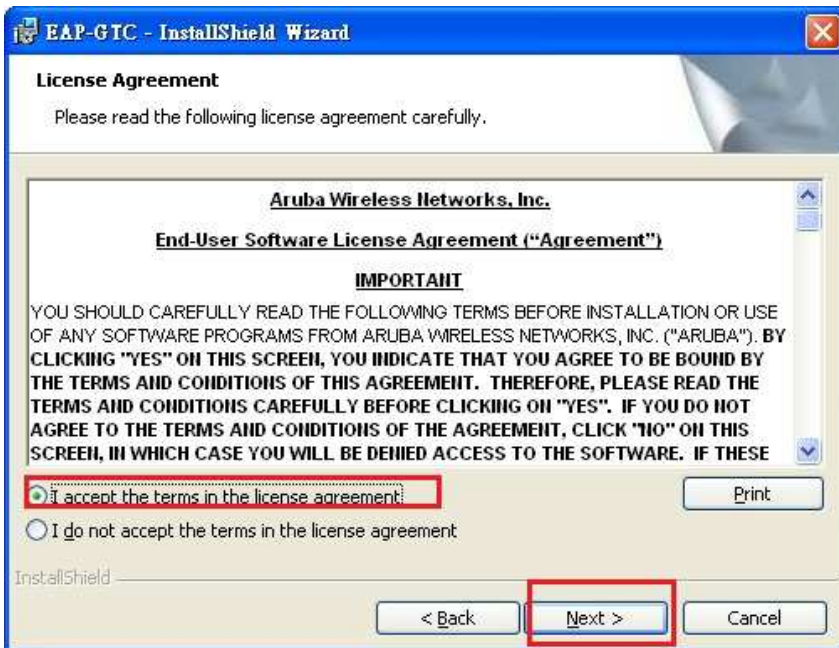 EAP-GTC - InstallShield Wizard
License Agreement
Please read the following license agreement carefully.
Aruba Wireless Networks, Inc.
End-User Software License Agreement (“Agreement”)
IMPORTANT
YOU SHOULD CAREFULLY READ THE FOLLOWING TERMS BEFORE INSTALLATION OR USE
OF ANY SOFTWARE PROGRAMS FROM ARUBA WIRELESS NETWORKS, INC. ("ARUBA"). BY
CLICKING "YES" ON THIS SCREEN, YOU INDICATE THAT YOU AGREE TO BE BOUND BY
THE TERMS AND CONDITIONS OF THIS AGREEMENT. THEREFORE, PLEASE READ THE
TERMS AND CONDITIONS CAREFULLY BEFORE CLICKING ON "YES". IF YOU DO NOT
AGREE TO THE TERMS AND CONDITIONS OF THE AGREEMENT, CLICK "NO" ON THIS
SCREEN, IN WHICH CASE YOU WILL BE DENIED ACCESS TO THE SOFTWARE. IF THESE
I accept the terms in the license agreement
Print
I do not accept the terms in the license agreement
InstallShield
< Back
Next >
Cancel